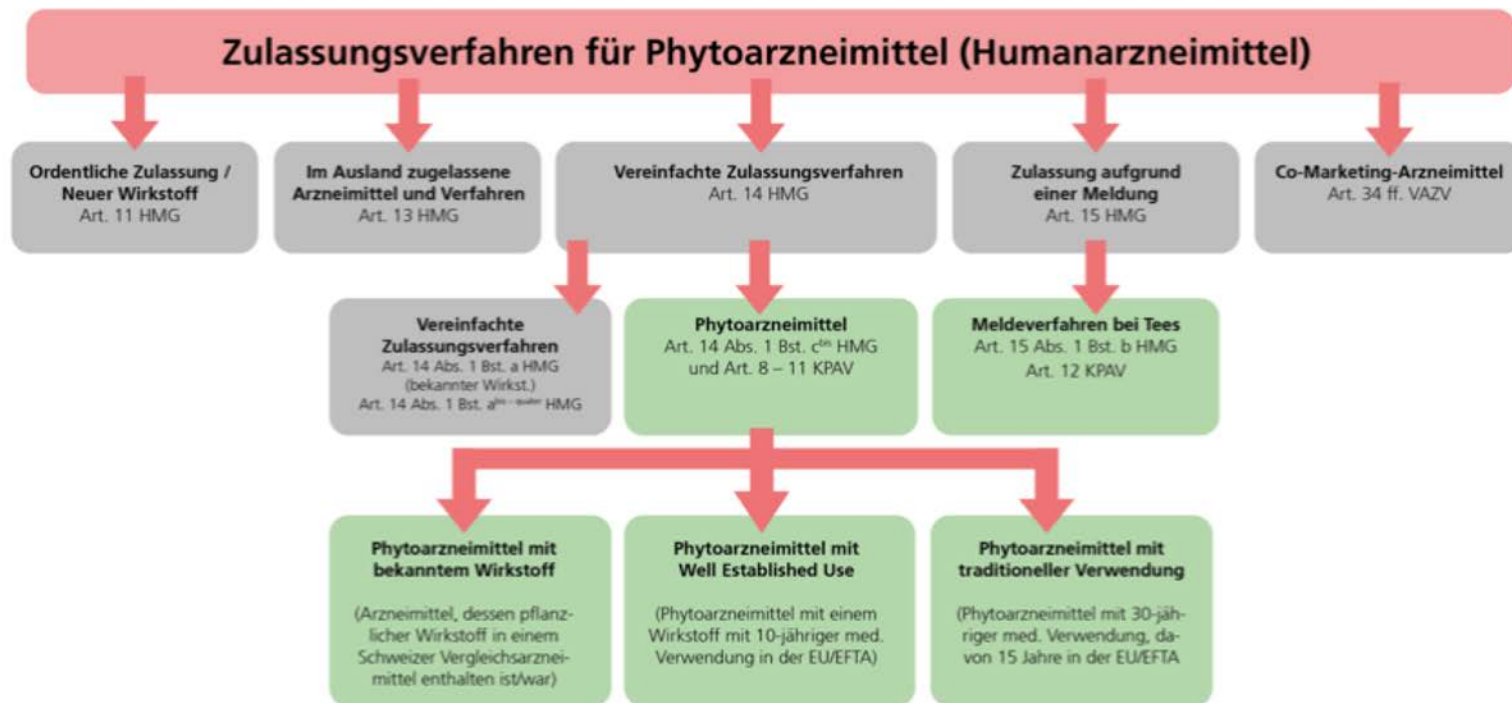 Zulassungsverfahren für Phytoarzneimittel (Humanarzneimittel)
Ordentliche Zulassung /
Neuer Wirkstoff
Art. 11 HMG
Im Ausland zugelassene
Arzneimittel und Verfahren
Art. 13 HMG
Vereinfachte Zulassungsverfahren
Art. 14 HMG
Zulassung aufgrund
einer Meldung
Art. 15 HMG
Co-Marketing-Arzneimittel
Art. 34 ff. VAZV
Vereinfachte
Zulassungsverfahren
Art. 14 Abs. 1 Bst. a HMG
(bekannter Wirkst.)
Art. 14 Abs. 1 Bst. a^bis – quater HMG
Phytoarzneimittel
Art. 14 Abs. 1 Bst. c^bis HMG
und Art. 8 – 11 KPAV
Meldeverfahren bei Tees
Art. 15 Abs. 1 Bst. b HMG
Art. 12 KPAV
Phytoarzneimittel mit
bekanntem Wirkstoff
(Arzneimittel, dessen pflanz-
licher Wirkstoff in einem
Schweizer Vergleichsarznei-
mittel enthalten ist/war)
Phytoarzneimittel mit
Well Established Use
(Phytoarzneimittel mit einem
Wirkstoff mit 10-jähriger med.
Verwendung in der EU/EFTA)
Phytoarzneimittel mit
traditioneller Verwendung
(Phytoarzneimittel mit 30-jäh-
riger med. Verwendung, da-
von 15 Jahre in der EU/EFTA